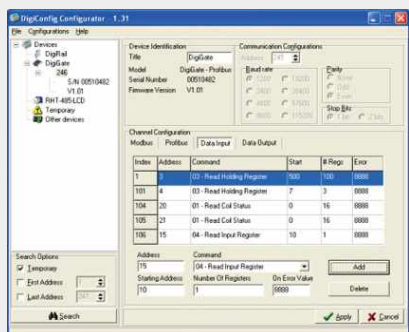 DigiConfig Configurator - 1.31
File Configurations Help
Devices
DigiRail
DigiGate
246
S/N 00510482
V1.01
RHT-485-LCD
Temporary
Other devices
Search Options
Temporary
First Address 1
Last Address 247
Search
Device Identification
Title DigiGate
Model DigiGate - Profibus
Serial Number 00510482
Firmware Version V1.01
Communication Configurations
Address 245
Baud rate
1200 19200
2400 38400
4800 57600
9600 115200
Parity
None
Odd
Even
Stop Bits
1 bit 2 bits
Channel Configuration
Modbus Profibus Data Input Data Output
Index Address Command Start # Regs Error
1 3 03 - Read Holding Register 500 100 8888
101 4 03 - Read Holding Register 7 3 8888
104 20 01 - Read Coil Status 0 16 8888
105 21 01 - Read Coil Status 0 16 8888
106 15 04 - Read Input Register 10 1 8888
Address Command
15 04 - Read Input Register Add
Starting Address Number Of Registers On Error Value
10 1 8888 Delete
Apply Cancel